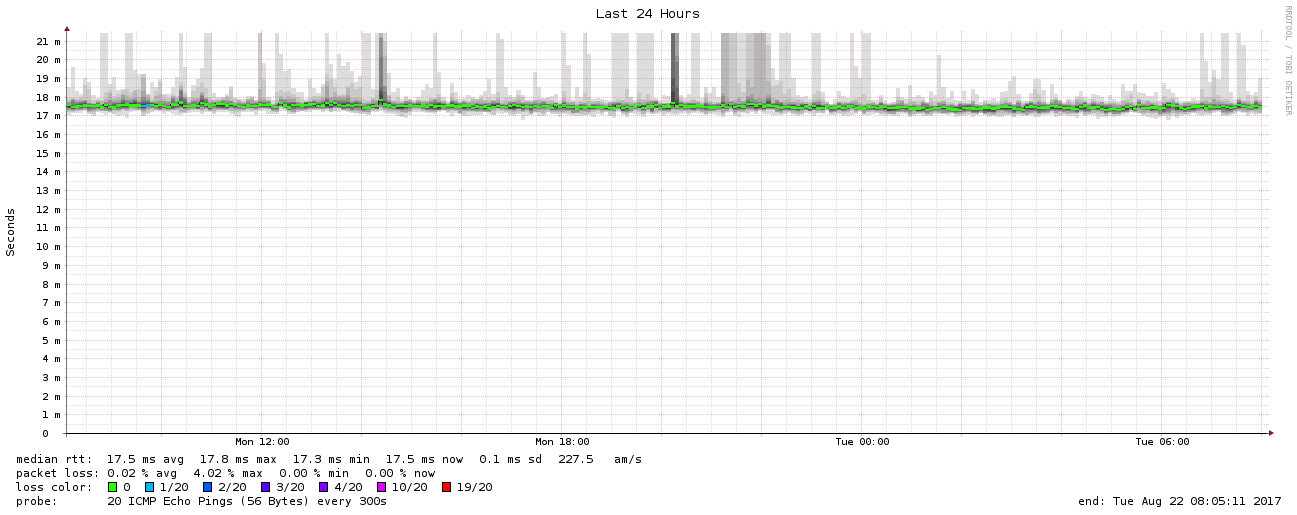 Last 24 Hours
RRDTOOL / TOBI OETIKER
Seconds
21 m
20 m
19 m
18 m
17 m
16 m
15 m
14 m
13 m
12 m
11 m
10 m
9 m
8 m
7 m
6 m
5 m
4 m
3 m
2 m
1 m
0
Mon 12:00 Mon 18:00 Tue 00:00 Tue 06:00
median rtt: 17.5 ms avg 17.8 ms max 17.3 ms min 17.5 ms now 0.1 ms sd 227.5 am/s
packet loss: 0.02 % avg 4.02 % max 0.00 % min 0.00 % now
loss color: 0 1/20 2/20 3/20 4/20 10/20 19/20
probe: 20 ICMP Echo Pings (56 Bytes) every 300s end: Tue Aug 22 08:05:11 2017